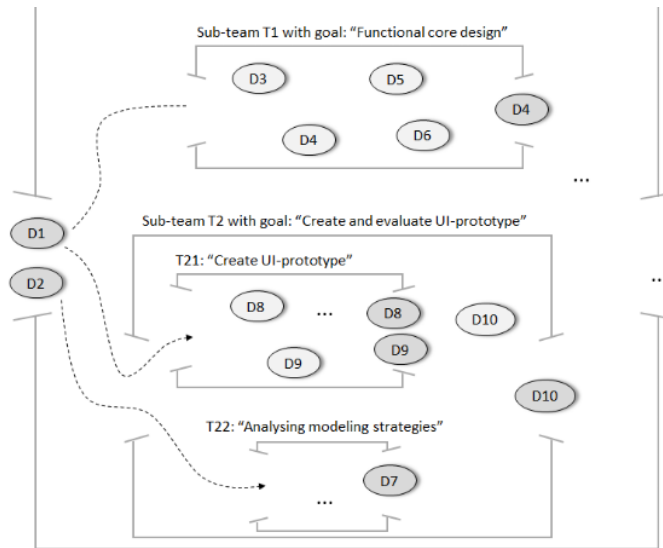 Sub-team T1 with goal: “Functional core design”
D3
D5
D4
D4
D6
...
D1
Sub-team T2 with goal: “Create and evaluate UI-prototype”
T21: “Create UI-prototype”
D2
...
D8
...
D8
D10
D9
D9
D10
T22: “Analysing modeling strategies”
D7
...